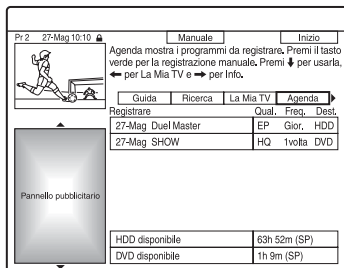 Pr 2 27-Mag 10:10
Manuale Inizio
Agenda mostra i programmi da registrare. Premi il tasto
verde per la registrazione manuale. Premi ⬇ per usarla,
⬅ per La Mia TV e ➡ per Info.
Guida Ricerca La Mia TV Agenda
Registrare Qual. Freq. Dest.
27-Mag Duel Master EP Gior, HDD
27-Mag SHOW HQ 1volta DVD
Pannello pubblicitario
HDD disponibile 63h 52m (SP)
DVD disponibile 1h 9m (SP)